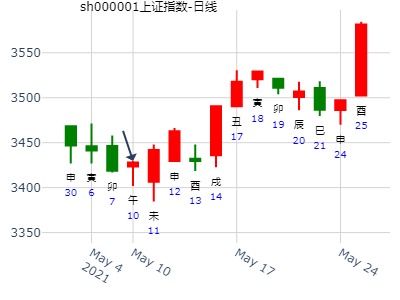 sh000001上证指数-日线
3550
3500
3450
3400
3350
申
30
寅
6
卯
7
午
10
未
11
申
12
酉
13
戌
14
丑
17
寅
18
卯
19
辰
20
巳
21
申
24
酉
25
May 4
2021
May 10
May 17
May 24